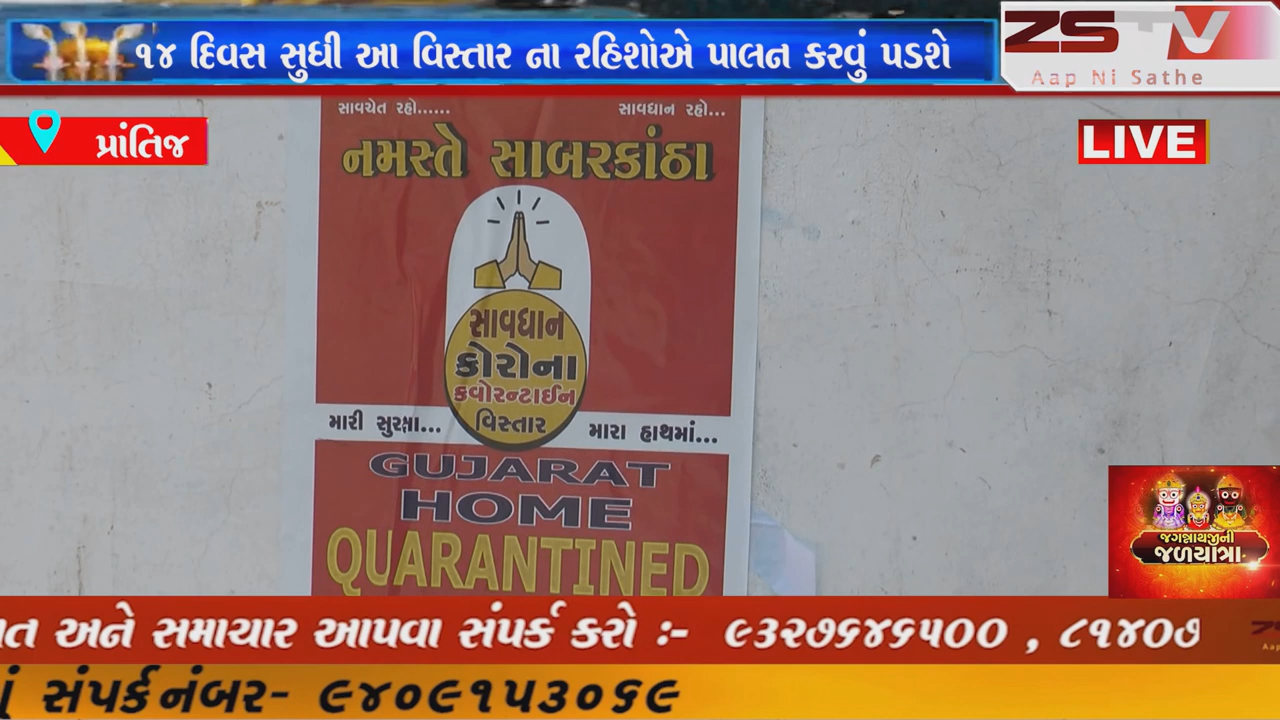 ૧૪ દિવસ સુધી આ વિસ્તાર ના રહિશોએ પાલન કરવું પડશે
ZSTV
Aap Ni Sathe
પ્રાંતિજ
LIVE
સાવચેત રહો......
સાવધાન રહો...
નમસ્તે સાબરકાંઠા
સાવધાન
કોરોના
કવોરન્ટાઈન
વિસ્તાર
મારી સુરક્ષા...
મારા હાથમાં...
GUJARAT
HOME
QUARANTINED
જગન્નાથજીની
જળયાત્રા
અને સમાચાર આપવા સંપર્ક કરો :- ૯૩૨૭૬૪૬૫૦૦ , ૮૧૪૦૭
સંપર્ક નંબર- ૯૪૦૯૧૫૩૦૬૯